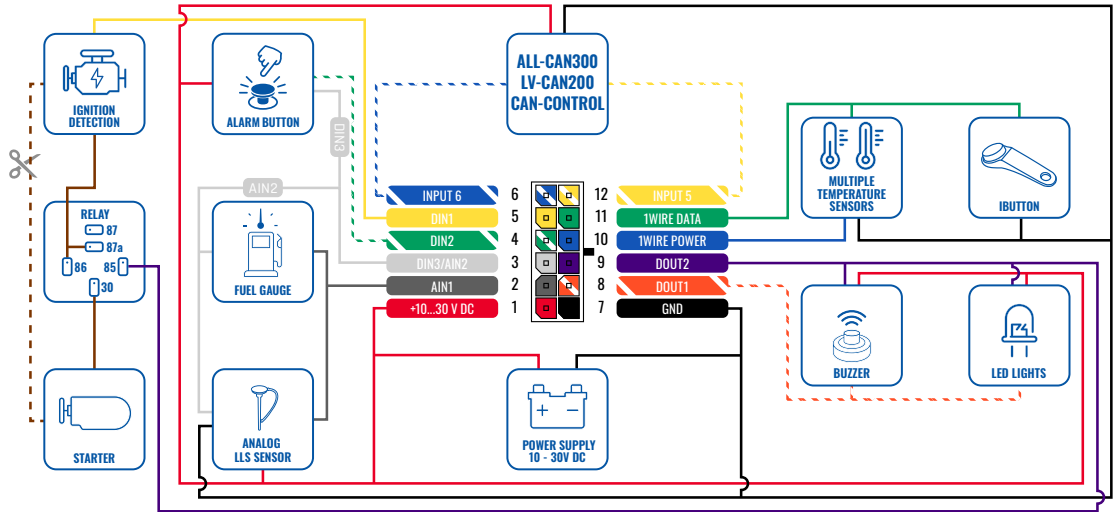 ALL-CAN300
LV-CAN200
CAN-CONTROL
IGNITION
DETECTION
ALARM BUTTON
DIN3
AIN2
MULTIPLE
TEMPERATURE
SENSORS
IBUTTON
INPUT 6
6
12
INPUT 5
DIN1
5
11
1WIRE DATA
DIN2
4
10
1WIRE POWER
DIN3/AIN2
3
9
DOUT2
AIN1
2
8
DOUT1
+10...30 V DC
1
7
GND
RELAY
87
87a
86
85
30
FUEL GAUGE
BUZZER
LED LIGHTS
STARTER
ANALOG
LLS SENSOR
POWER SUPPLY
10 - 30V DC